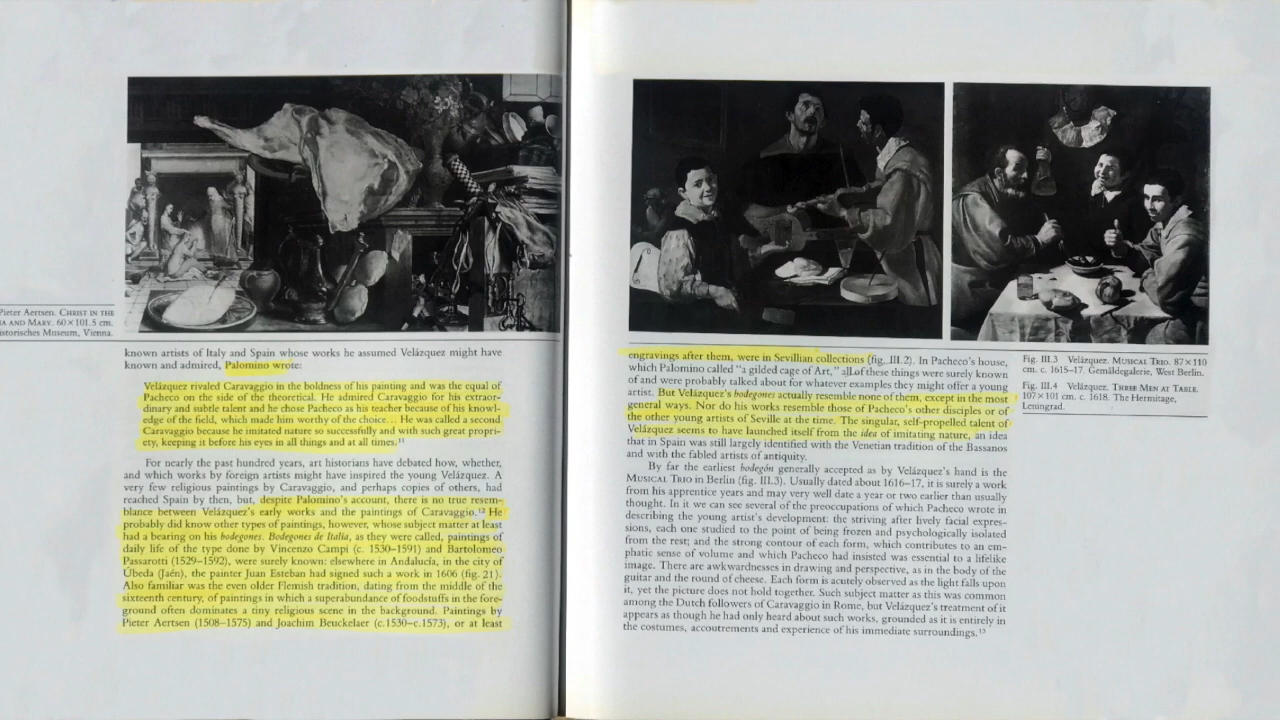 Pieter Aertsen. CHRIST IN THE
IA AND MARY. 60×101.5 cm.
istorisches Museum, Vienna.
known artists of Italy and Spain whose works he assumed Velázquez might have
known and admired, Palomino wrote:
Velázquez rivaled Caravaggio in the boldness of his painting and was the equal of
Pacheco on the side of the theoretical. He admired Caravaggio for his extraor-
dinary and subtle talent and he chose Pacheco as his teacher because of his knowl-
edge of the field, which made him worthy of the choice... He was called a second
Caravaggio because he imitated nature so successfully and with such great propri-
ety, keeping it before his eyes in all things and at all times.¹¹
For nearly the past hundred years, art historians have debated how, whether,
and which works by foreign artists might have inspired the young Velázquez. A
very few religious paintings by Caravaggio, and perhaps copies of others, had
reached Spain by then, but, despite Palomino's account, there is no true resem-
blance between Velázquez's early works and the paintings of Caravaggio.¹² He
probably did know other types of paintings, however, whose subject matter at least
had a bearing on his bodegones. Bodegones de Italia, as they were called, paintings of
daily life of the type done by Vincenzo Campi (c. 1530–1591) and Bartolomeo
Passarotti (1529–1592), were surely known: elsewhere in Andalucía, in the city of
Úbeda (Jaén), the painter Juan Esteban had signed such a work in 1606 (fig. 21).
Also familiar was the even older Flemish tradition, dating from the middle of the
sixteenth century, of paintings in which a superabundance of foodstuffs in the fore-
ground often dominates a tiny religious scene in the background. Paintings by
Pieter Aertsen (1508–1575) and Joachim Beuckelaer (c.1530–c.1573), or at least
engravings after them, were in Sevillian collections (fig. III.2). In Pacheco's house,
which Palomino called "a gilded cage of Art," all of these things were surely known
of and were probably talked about for whatever examples they might offer a young
artist. But Velázquez's bodegones actually resemble none of them, except in the most
general ways. Nor do his works resemble those of Pacheco's other disciples or of
the other young artists of Seville at the time. The singular, self-propelled talent of
Velázquez seems to have launched itself from the idea of imitating nature, an idea
that in Spain was still largely identified with the Venetian tradition of the Bassanos
and with the fabled artists of antiquity.
By far the earliest bodegón generally accepted as by Velázquez's hand is the
MUSICAL TRIO in Berlin (fig. III.3). Usually dated about 1616–17, it is surely a work
from his apprentice years and may very well date a year or two earlier than usually
thought. In it we can see several of the preoccupations of which Pacheco wrote in
describing the young artist's development: the striving after lively facial expres-
sions, each one studied to the point of being frozen and psychologically isolated
from the rest; and the strong contour of each form, which contributes to an em-
phatic sense of volume and which Pacheco had insisted was essential to a lifelike
image. There are awkwardnesses in drawing and perspective, as in the body of the
guitar and the round of cheese. Each form is acutely observed as the light falls upon
it, yet the picture does not hold together. Such subject matter as this was common
among the Dutch followers of Caravaggio in Rome, but Velázquez's treatment of it
appears as though he had only heard about such works, grounded as it is entirely in
the costumes, accoutrements and experience of his immediate surroundings.¹³
Fig. III.3 Velázquez. MUSICAL TRIO. 87×110
cm. c. 1615–17. Gemäldegalerie, West Berlin.
Fig. III.4 Velázquez. THREE MEN AT TABLE.
107×101 cm. c. 1618. The Hermitage,
Leningrad.